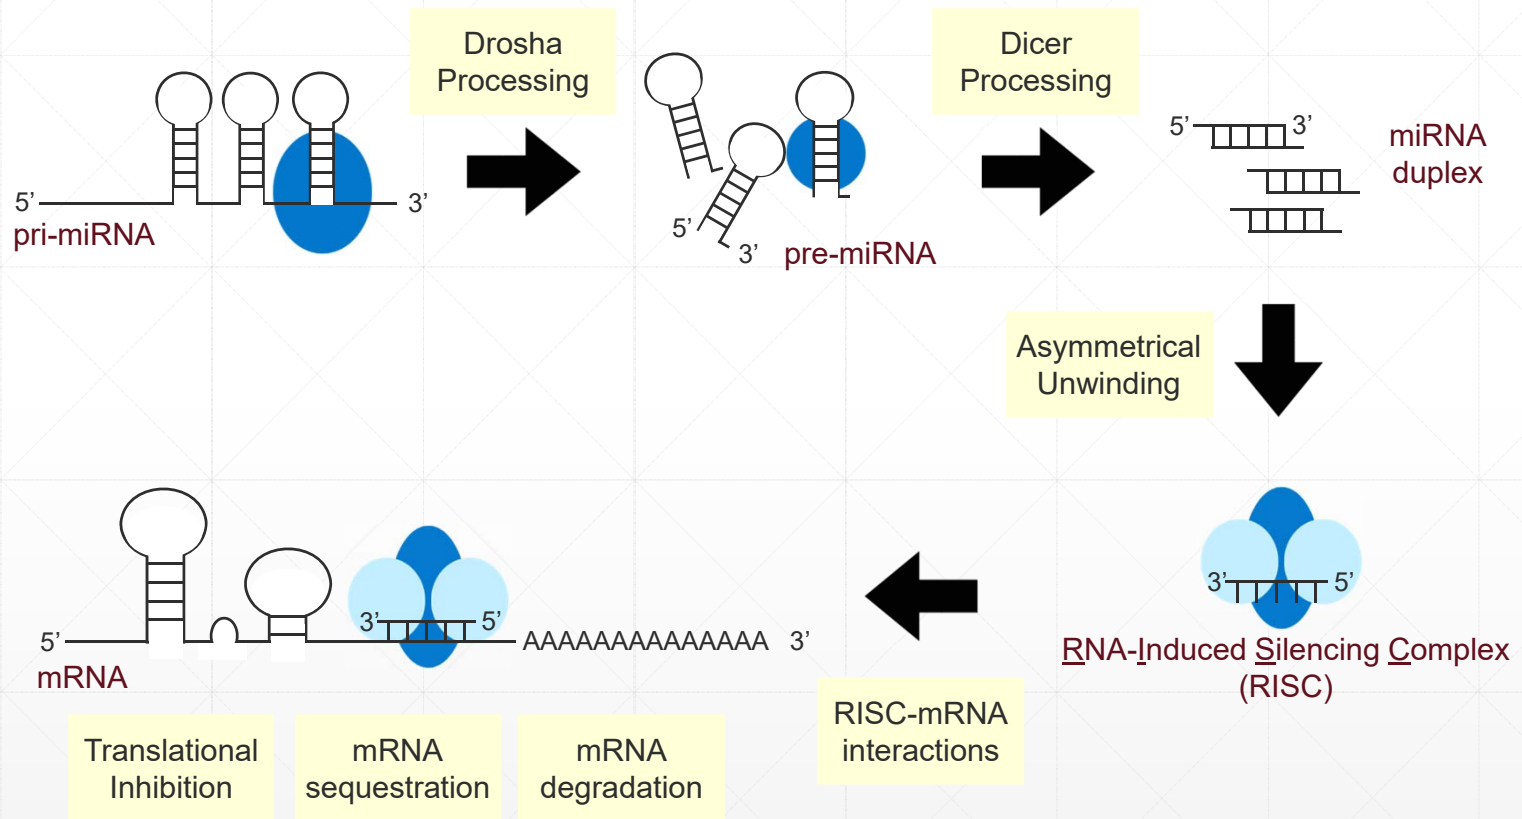 Drosha
Processing
Dicer
Processing
5’
3’
pri-miRNA
5’
3’
pre-miRNA
5’
3’
miRNA
duplex
Asymmetrical
Unwinding
3’
5’
RNA-Induced Silencing Complex
(RISC)
RISC-mRNA
interactions
3’
5’
5’
AAAAAAAAAAAAAA
3’
mRNA
Translational
Inhibition
mRNA
sequestration
mRNA
degradation